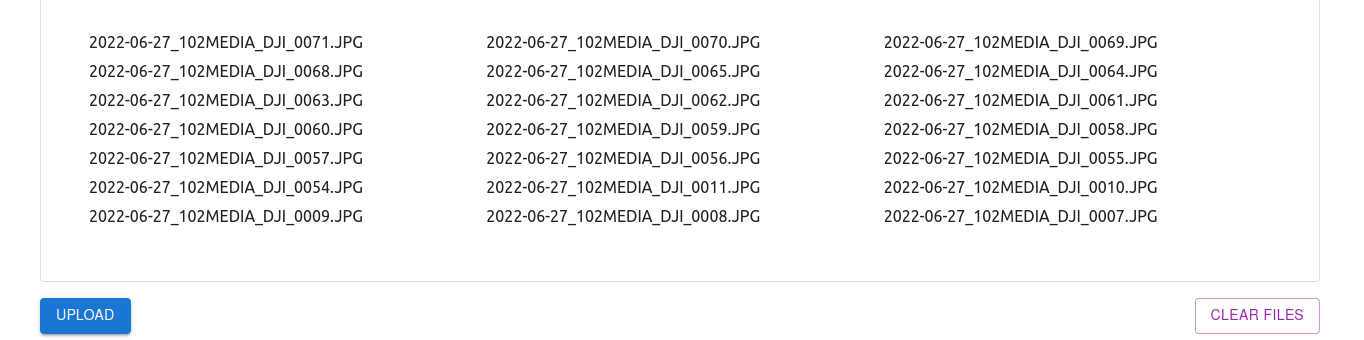 2022-06-27_102MEDIA_DJI_0071.JPG 2022-06-27_102MEDIA_DJI_0070.JPG 2022-06-27_102MEDIA_DJI_0069.JPG
2022-06-27_102MEDIA_DJI_0068.JPG 2022-06-27_102MEDIA_DJI_0065.JPG 2022-06-27_102MEDIA_DJI_0064.JPG
2022-06-27_102MEDIA_DJI_0063.JPG 2022-06-27_102MEDIA_DJI_0062.JPG 2022-06-27_102MEDIA_DJI_0061.JPG
2022-06-27_102MEDIA_DJI_0060.JPG 2022-06-27_102MEDIA_DJI_0059.JPG 2022-06-27_102MEDIA_DJI_0058.JPG
2022-06-27_102MEDIA_DJI_0057.JPG 2022-06-27_102MEDIA_DJI_0056.JPG 2022-06-27_102MEDIA_DJI_0055.JPG
2022-06-27_102MEDIA_DJI_0054.JPG 2022-06-27_102MEDIA_DJI_0011.JPG 2022-06-27_102MEDIA_DJI_0010.JPG
2022-06-27_102MEDIA_DJI_0009.JPG 2022-06-27_102MEDIA_DJI_0008.JPG 2022-06-27_102MEDIA_DJI_0007.JPG
UPLOAD CLEAR FILES